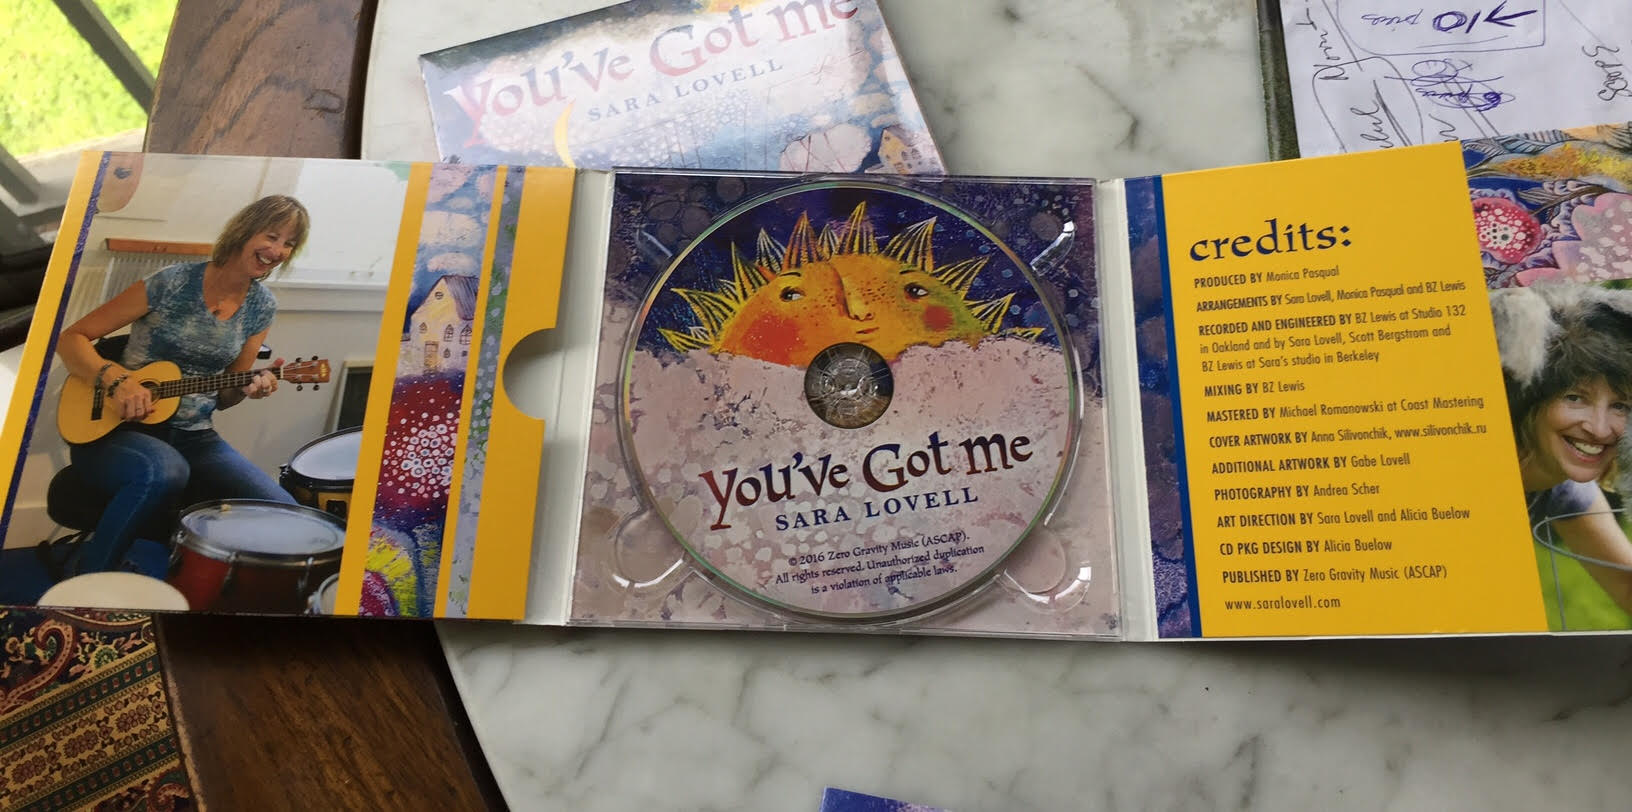 You've Got me
SARA LOVELL
You've Got me
SARA LOVELL
© 2016 Zero Gravity Music (ASCAP).
All rights reserved. Unauthorized duplication
is a violation of applicable laws.
credits:
PRODUCED BY Monica Pasqual
ARRANGEMENTS BY Sara Lovell, Monica Pasqual and BZ Lewis
RECORDED AND ENGINEERED BY BZ Lewis at Studio 132
in Oakland and by Sara Lovell, Scott Bergstrom and
BZ Lewis at Sara's studio in Berkeley
MIXING BY BZ Lewis
MASTERED BY Michael Romanowski at Coast Mastering
COVER ARTWORK BY Anna Silivonchik, www.silivonchik.ru
ADDITIONAL ARTWORK BY Gabe Lovell
PHOTOGRAPHY BY Andrea Scher
ART DIRECTION BY Sara Lovell and Alicia Buelow
CD PKG DESIGN BY Alicia Buelow
PUBLISHED BY Zero Gravity Music (ASCAP)
www.saralovell.com